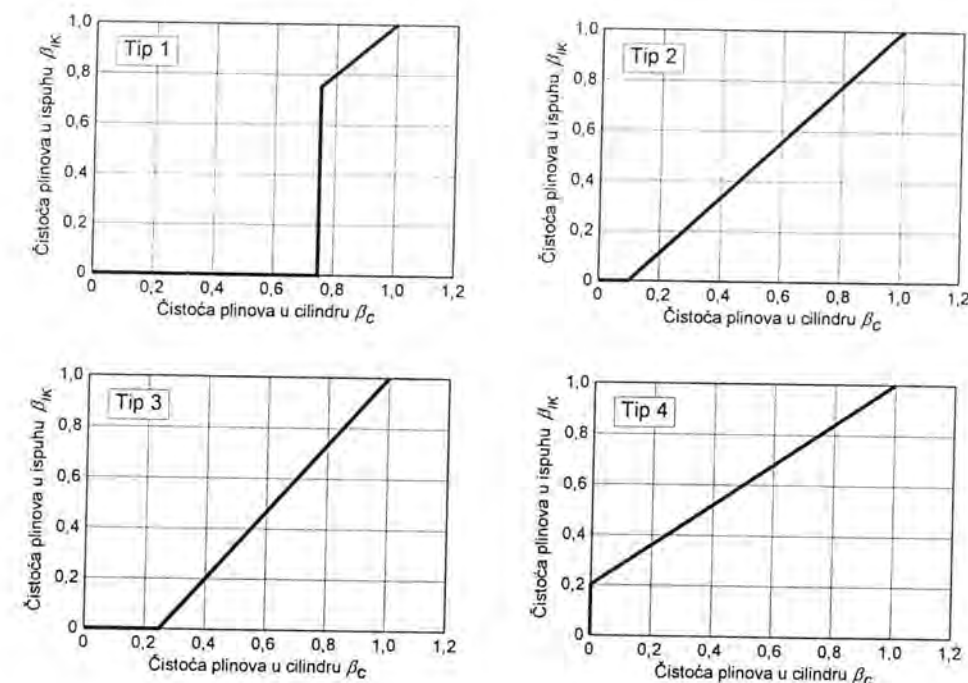 Tip 1
Čistoća plinova u ispuhu βIK
1,0
0,8
0,6
0,4
0,2
0
0 0,2 0,4 0,6 0,8 1,0 1,2
Čistoća plinova u cilindru βC
Tip 2
Čistoća plinova u ispuhu βIK
1,0
0,8
0,6
0,4
0,2
0
0 0,2 0,4 0,6 0,8 1,0 1,2
Čistoća plinova u cilindru βC
Tip 3
Čistoća plinova u ispuhu βIK
1,0
0,8
0,6
0,4
0,2
0
0 0,2 0,4 0,6 0,8 1,0 1,2
Čistoća plinova u cilindru βC
Tip 4
Čistoća plinova u ispuhu βIK
1,0
0,8
0,6
0,4
0,2
0
0 0,2 0,4 0,6 0,8 1,0 1,2
Čistoća plinova u cilindru βC